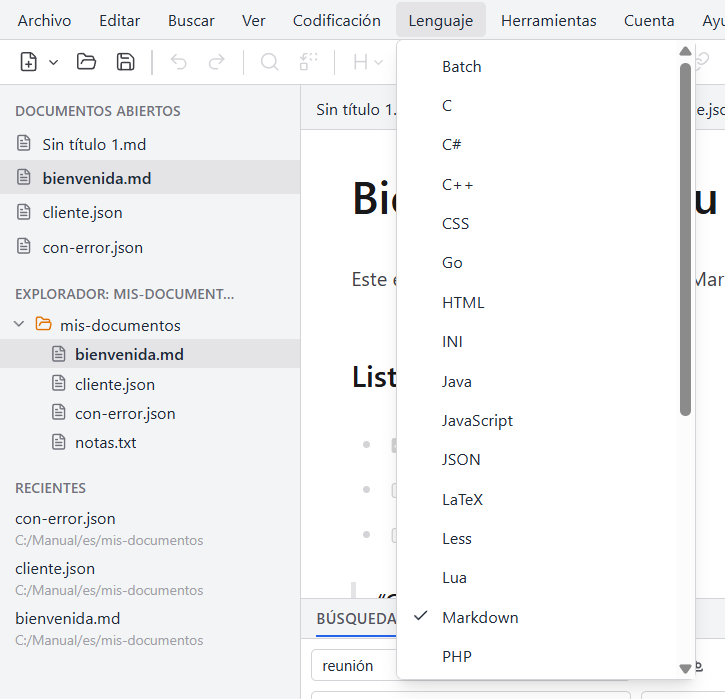 Archivo Editar Buscar Ver Codificación Lenguaje Herramientas Cuenta Ayu
DOCUMENTOS ABIERTOS
Sin título 1.md
bienvenida.md
cliente.json
con-error.json
EXPLORADOR: MIS-DOCUMENT...
mis-documentos
bienvenida.md
cliente.json
con-error.json
notas.txt
RECIENTES
con-error.json
C:/Manual/es/mis-documentos
cliente.json
C:/Manual/es/mis-documentos
bienvenida.md
C:/Manual/es/mis-documentos
H
Sin título 1.
Este
List
BÚSQUEDA
reunión
Batch
C
C#
C++
CSS
Go
HTML
INI
Java
JavaScript
JSON
LaTeX
Less
Lua
Markdown
PHP